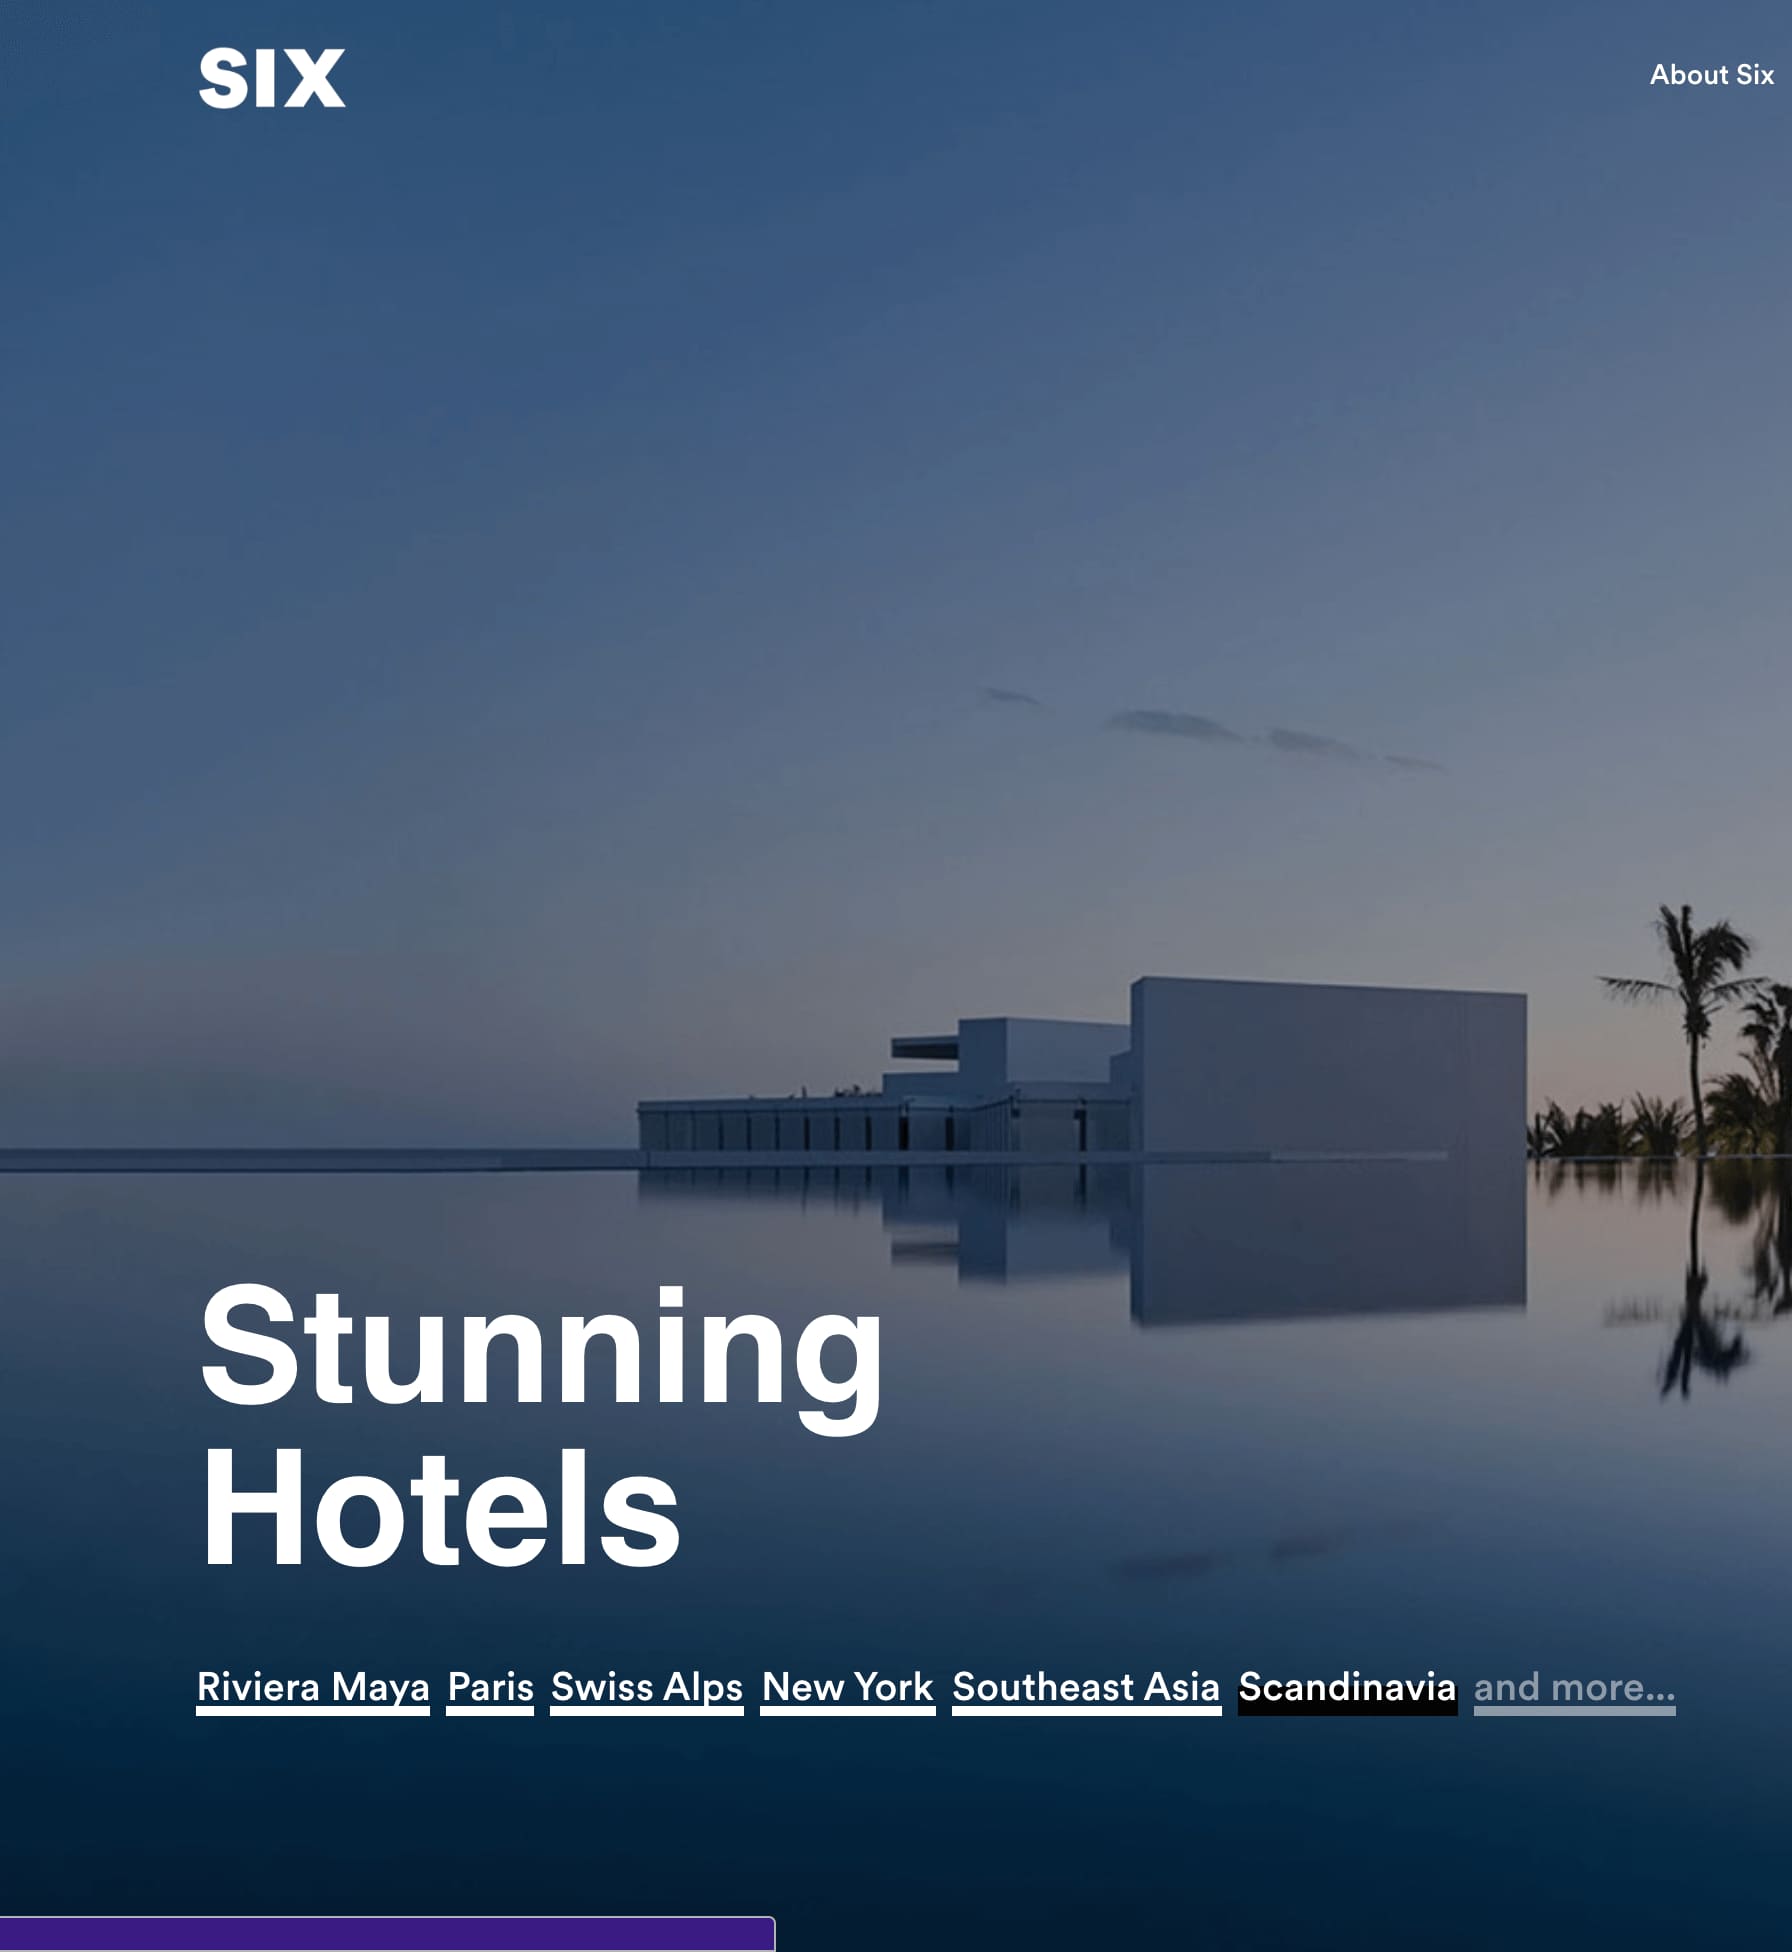 SIX
About Six
Stunning
Hotels
Riviera Maya Paris Swiss Alps New York Southeast Asia Scandinavia and more...